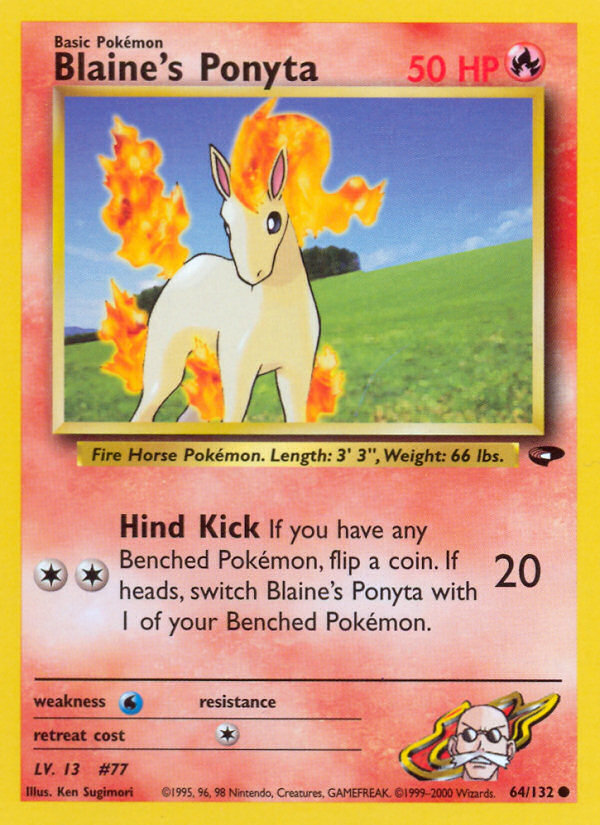 Basic Pokémon
Blaine's Ponyta
50 HP
Fire Horse Pokémon. Length: 3' 3", Weight: 66 lbs.
Hind Kick If you have any
Benched Pokémon, flip a coin. If
heads, switch Blaine's Ponyta with
1 of your Benched Pokémon.
20
weakness
resistance
retreat cost
LV. 13 #77
Illus. Ken Sugimori
©1995, 96, 98 Nintendo, Creatures, GAMEFREAK. ©1999-2000 Wizards.
64/132